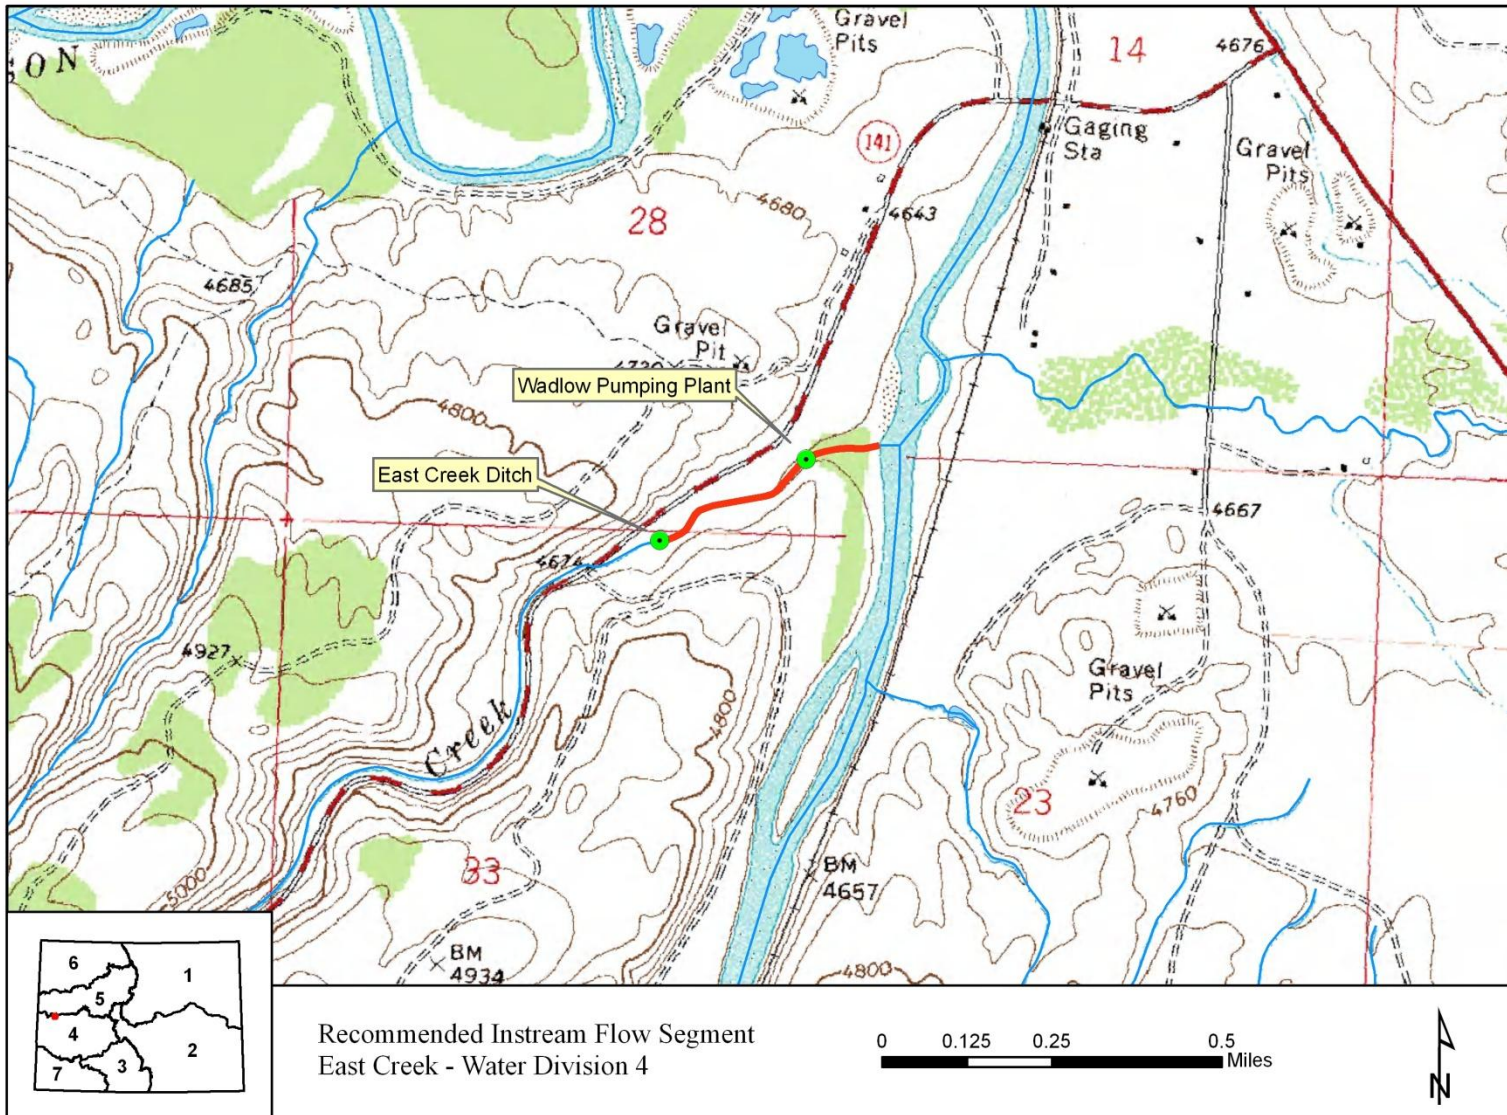 Gravel
Pits
ON
14
4676
141
Gaging
Sta
Gravel
Pits
4680
28
4643
4685
Gravel
Pit
4730
Wadlow Pumping Plant
4800
East Creek Ditch
4667
4674
4927
Gravel
Pits
4800
Creek
23
4760
5000
33
BM
4657
BM
4934
4800
6
1
5
4
2
3
7
Recommended Instream Flow Segment
East Creek - Water Division 4
0 0.125 0.25 0.5
Miles
N